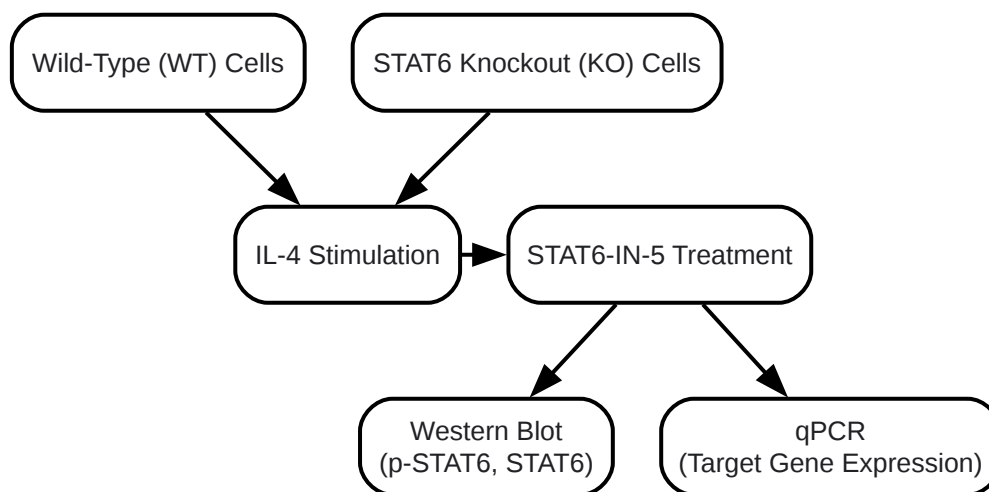 Wild-Type (WT) Cells
STAT6 Knockout (KO) Cells
IL-4 Stimulation
STAT6-IN-5 Treatment
Western Blot
(p-STAT6, STAT6)
qPCR
(Target Gene Expression)